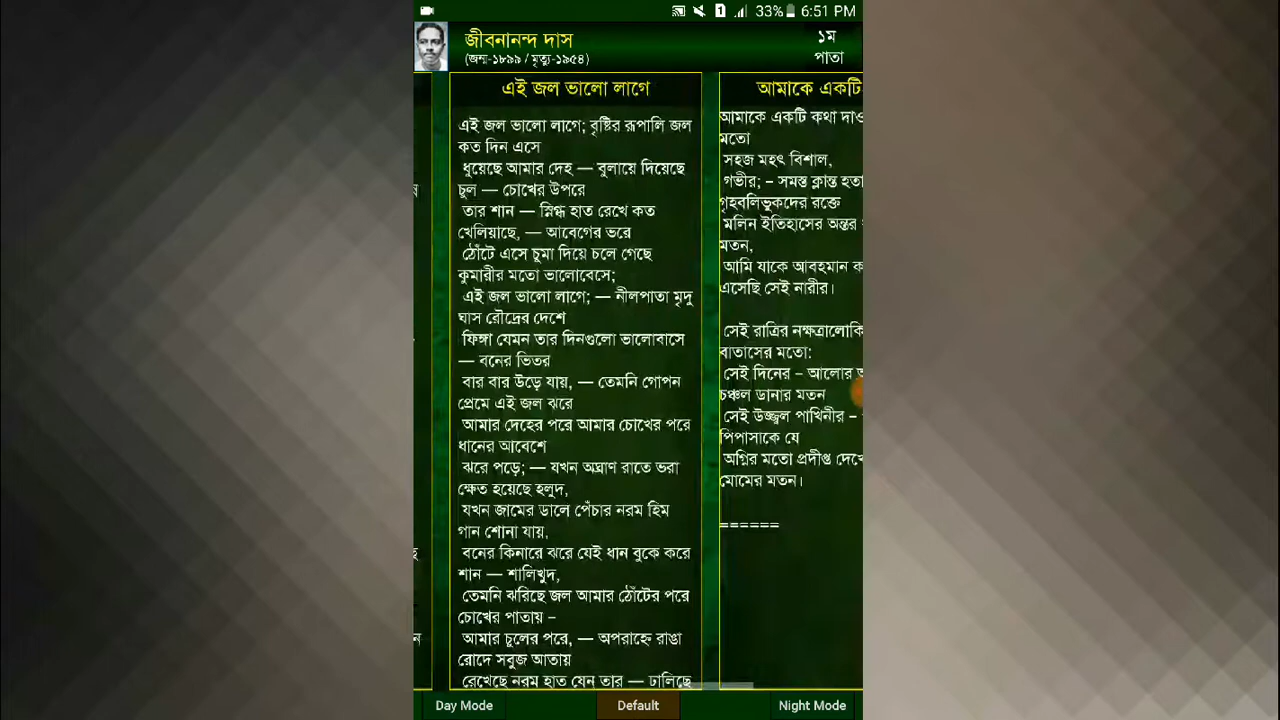 33% 6:51 PM
জীবনানন্দ দাস
(জন্ম-১৮৯৯ / মৃত্যু-১৯৫৪)
১ম
পাতা
এই জল ভালো লাগে
এই জল ভালো লাগে; বৃষ্টির রূপালি জল
কত দিন এসে
ধুয়েছে আমার দেহ — বুলায়ে দিয়েছে
চুল — চোখের উপরে
তার শান — স্নিগ্ধ হাত রেখে কত
খেলিয়াছে, — আবেগের ভরে
ঠোঁটে এসে চুমা দিয়ে চলে গেছে
কুমারীর মতো ভালোবেসে;
এই জল ভালো লাগে; — নীলপাতা মৃদু
ঘাস রৌদ্রের দেশে
ফিঙ্গা যেমন তার দিনগুলো ভালোবাসে
— বনের ভিতর
বার বার উড়ে যায়, — তেমনি গোপন
প্রেমে এই জল ঝরে
আমার দেহের পরে আমার চোখের পরে
ধানের আবেশে
ঝরে পড়ে; — যখন অঘ্রাণ রাতে ভরা
ক্ষেত হয়েছে হলুদ,
যখন জামের ডালে পেঁচার নরম হিম
গান শোনা যায়,
বনের কিনারে ঝরে যেই ধান বুকে করে
শান — শালিখুদ,
তেমনি ঝরিছে জল আমার ঠোঁটের পরে
চোখের পাতায় –
আমার চুলের পরে, — অপরাহ্নে রাঙা
রোদে সবুজ আতায়
রেখেছে নরম হাত যেন তার — ঢালিছে
আমাকে একটি
আমাকে একটি কথা
মতো
সহজ মহৎ বিশাল,
গভীর; – সমস্ত ক্লান্ত
গৃহবলিভুকদের রক্তে
মলিন ইতিহাসের অন্তর
মতন,
আমি যাকে আবহমান
এসেছি সেই নারীর।
সেই রাত্রির
বাতাসের মতো:
সেই দিনের – আলোর
চঞ্চল ডানার মতন
সেই উজ্জ্বল পাখিনীর –
পিপাসাকে যে
অগ্নির মতো প্রদীপ্ত
মোমের মতন।
======
Day Mode
Default
Night Mode